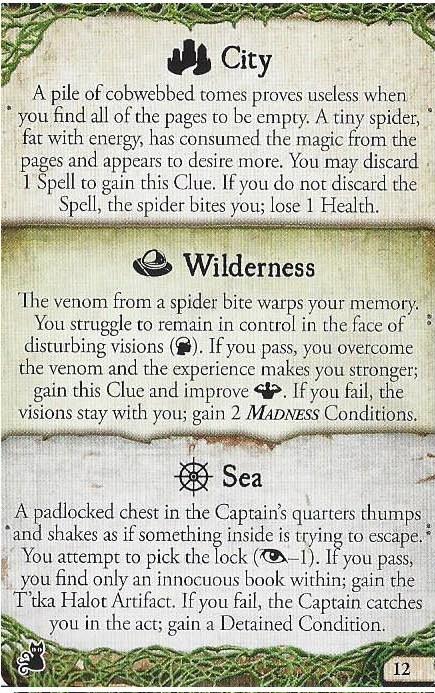 City
A pile of cobwebbed tomes proves useless when
you find all of the pages to be empty. A tiny spider,
fat with energy, has consumed the magic from the
pages and appears to desire more. You may discard
1 Spell to gain this Clue. If you do not discard the
Spell, the spider bites you; lose 1 Health.
Wilderness
The venom from a spider bite warps your memory.
You struggle to remain in control in the face of
disturbing visions (). If you pass, you overcome
the venom and the experience makes you stronger;
gain this Clue and improve . If you fail, the
visions stay with you; gain 2 MADNESS Conditions.
Sea
A padlocked chest in the Captain's quarters thumps
and shakes as if something inside is trying to escape.
You attempt to pick the lock (–1). If you pass,
you find only an innocuous book within; gain the
T'tka Halot Artifact. If you fail, the Captain catches
you in the act; gain a Detained Condition.
12